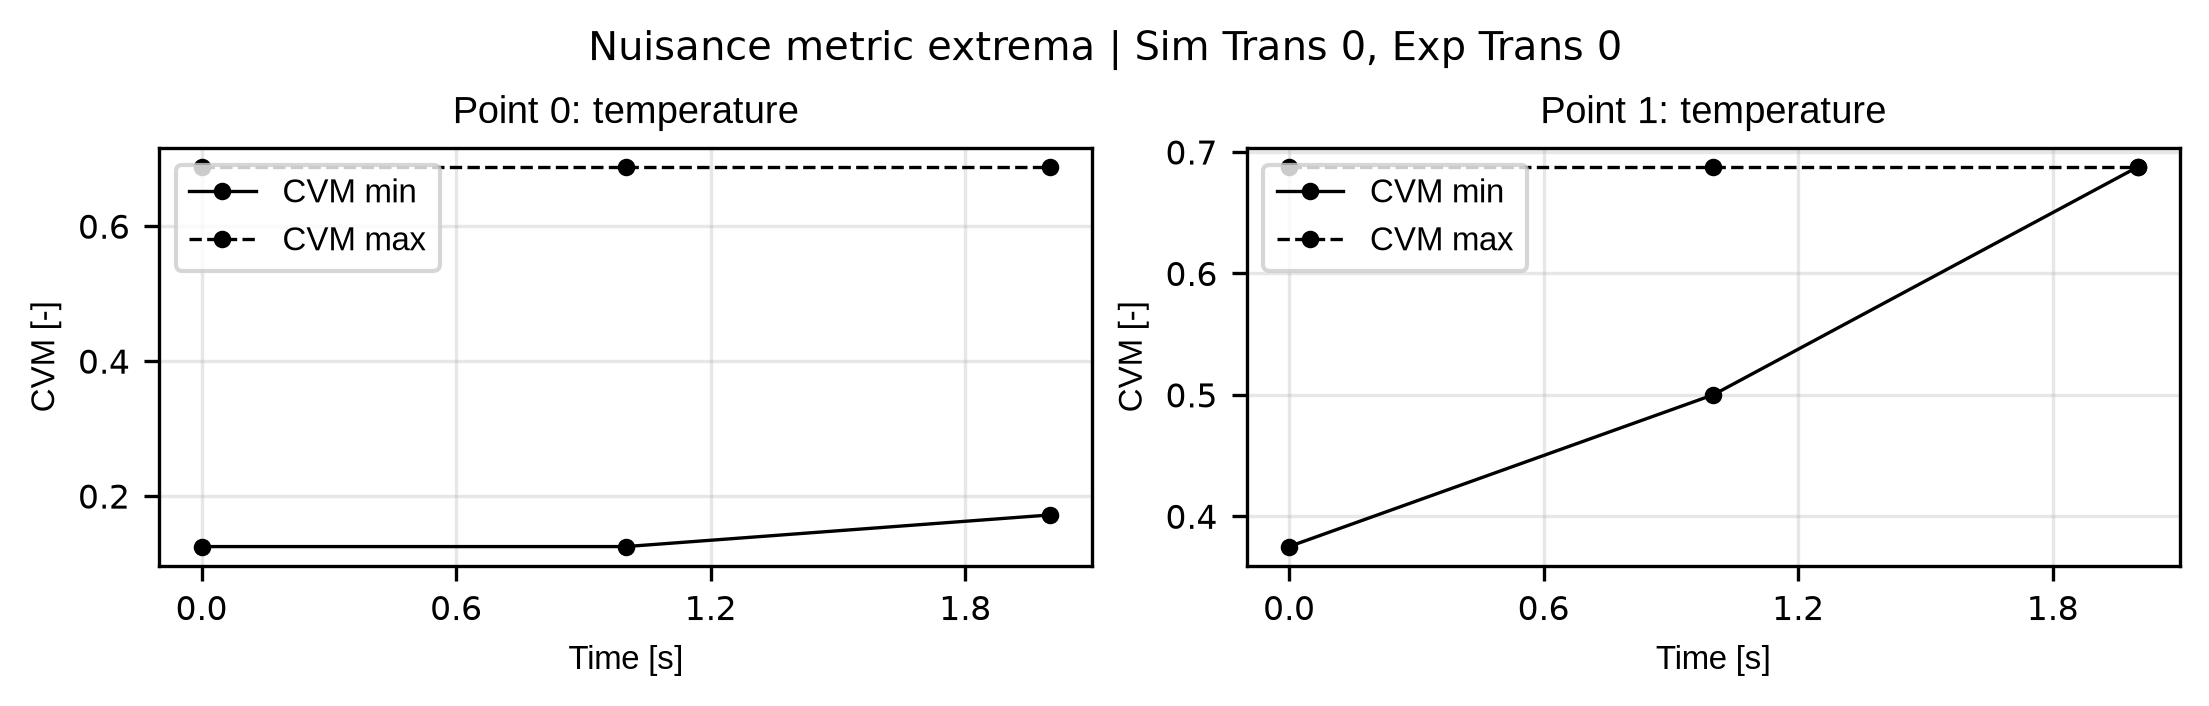 Nuisance metric extrema | Sim Trans 0, Exp Trans 0
Point 0: temperature
CVM [-]
0.6
0.4
0.2
CVM min
CVM max
0.0 0.6 1.2 1.8
Time [s]
Point 1: temperature
CVM [-]
0.7
0.6
0.5
0.4
CVM min
CVM max
0.0 0.6 1.2 1.8
Time [s]